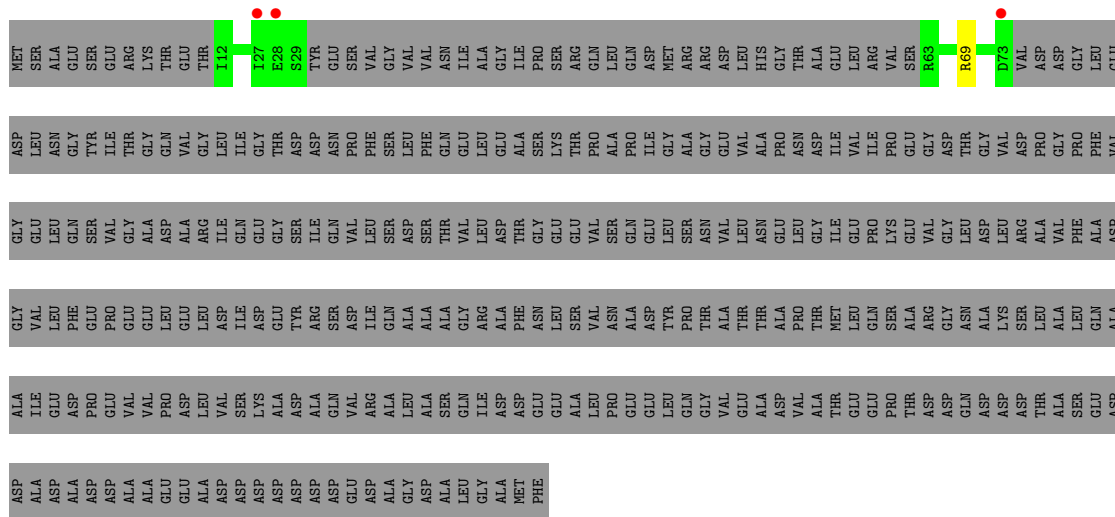 MET SER ALA GLU SER GLU ARG LYS THR GLU THR I12 I27 E28 S29 TYR GLU SER VAL GLY VAL VAL ASN ILE ALA GLY ILE PRO SER ARG GLN LEU GLN ASP MET ARG ARG ASP LEU HIS GLY THR ALA GLU LEU ARG VAL SER R63 R69 D73 VAL ASP ASP GLY LEU GLU
ASP LEU ASN GLY TYR ILE THR GLY GLN VAL GLY LEU ILE GLY THR ASP ASP ASN PRO PHE SER LEU PHE GLN GLU LEU GLU ALA SER LYS THR PRO ALA PRO ILE GLY ALA GLY GLU VAL ALA PRO ASN ASP ILE VAL ILE PRO GLU GLY ASP THR GLY VAL ASP PRO GLY PRO PHE VAL
GLY GLU LEU GLN SER VAL GLY ALA ASP ALA ARG ILE GLN GLU GLY SER ILE GLN VAL LEU SER ASP SER THR VAL LEU ASP THR GLY GLU GLU VAL SER GLN GLU LEU SER ASN VAL LEU ASN GLU LEU GLY ILE GLU PRO LYS GLU VAL GLY LEU ASP LEU ARG ALA VAL PHE ALA ASP
GLY VAL LEU PHE GLU PRO GLU GLU LEU GLU LEU ASP ILE ASP GLU TYR ARG SER ASP ILE GLN ALA ALA ALA GLY ARG ALA PHE ASN LEU SER VAL ASN ALA ASP TYR PRO THR ALA THR THR ALA PRO THR MET LEU GLN SER ALA ARG GLY ASN ALA LYS SER LEU ALA LEU GLN ALA
ALA ILE GLU ASP PRO GLU VAL VAL PRO ASP LEU VAL SER LYS ALA ASP ALA GLN VAL ARG ALA LEU ALA SER GLN ILE ASP ASP GLU GLU ALA LEU PRO GLU GLU LEU GLN GLY VAL GLU ALA ASP VAL ALA THR GLU GLU PRO THR ASP ASP GLN ASP ASP ASP THR ALA SER GLU ASP
ASP ALA ASP ALA ASP ASP ALA ALA GLU GLU ALA ASP ASP ASP ASP ASP ASP ASP GLU ASP ALA GLY ASP ALA LEU GLY ALA MET PHE